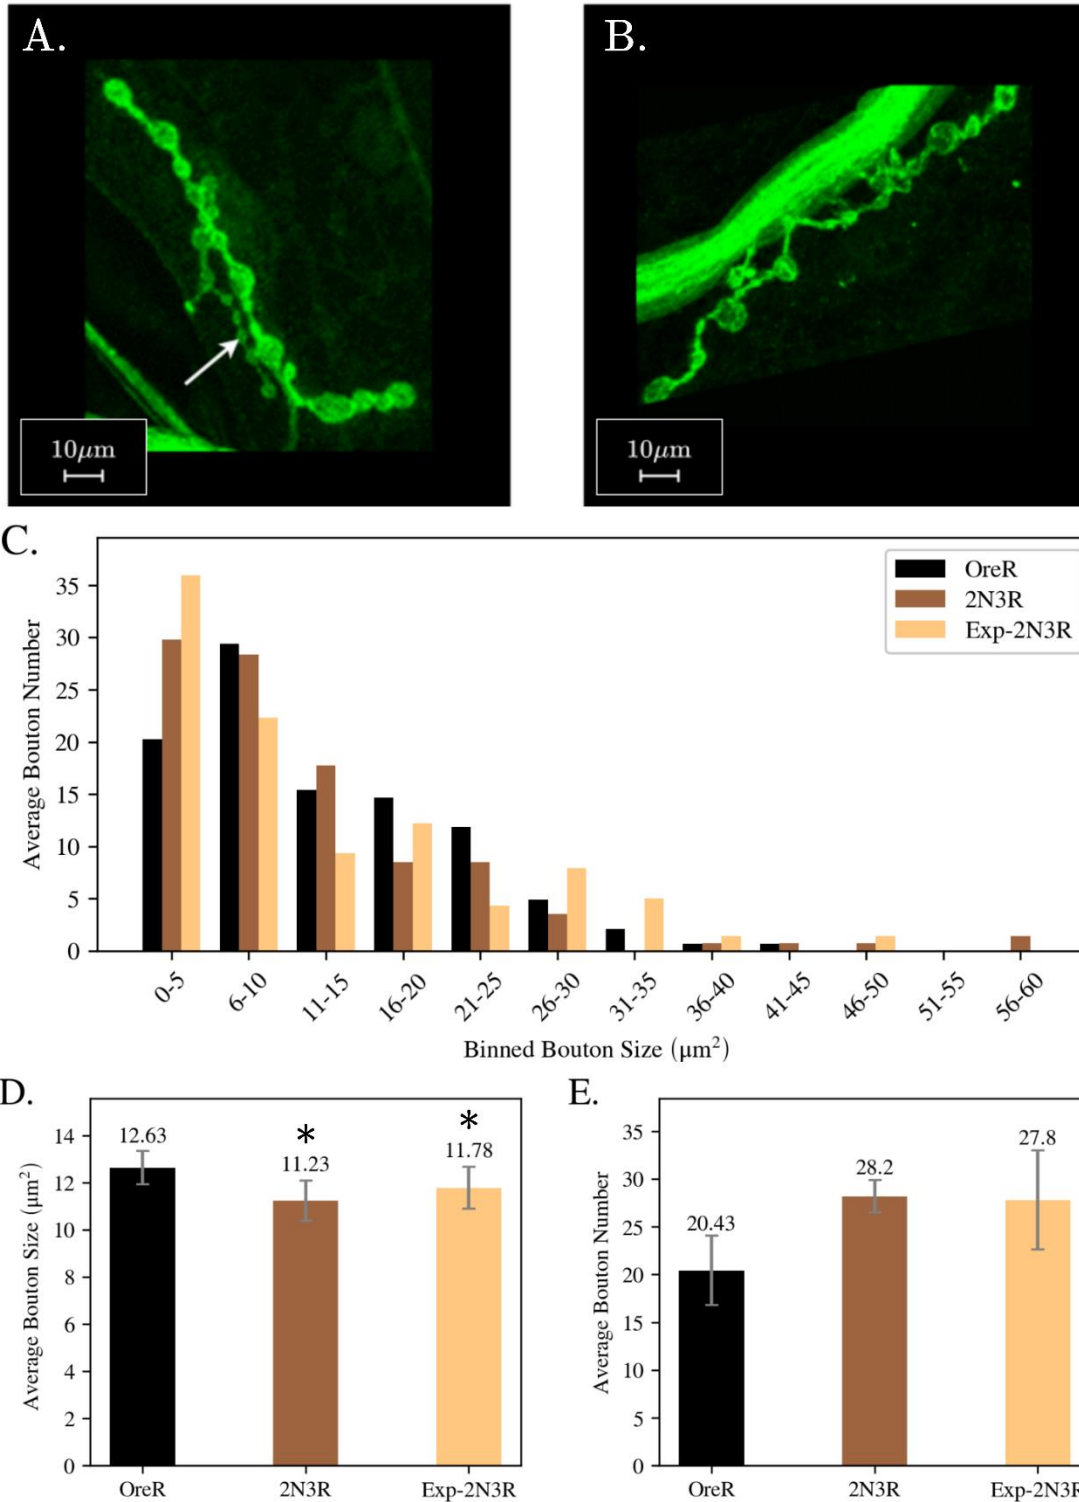 A.
B.
10μm
10μm
C.
OreR
2N3R
Exp-2N3R
Average Bouton Number
35
30
25
20
15
10
5
0
0-5
6-10
11-15
16-20
21-25
26-30
31-35
36-40
41-45
46-50
51-55
56-60
Binned Bouton Size (μm²)
D.
Average Bouton Size (μm²)
14
12
10
8
6
4
2
0
12.63
*
11.23
*
11.78
OreR
2N3R
Exp-2N3R
E.
Average Bouton Number
35
30
25
20
15
10
5
0
20.43
28.2
27.8
OreR
2N3R
Exp-2N3R